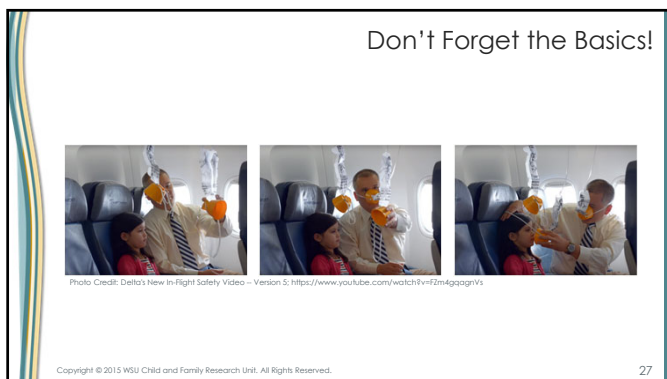 Don't Forget the Basics!
Photo Credit: Delta's New In-Flight Safety Video -- Version 5; https://www.youtube.com/watch?v=FZm4gqagnVs
Copyright © 2015 WSU Child and Family Research Unit. All Rights Reserved.
27